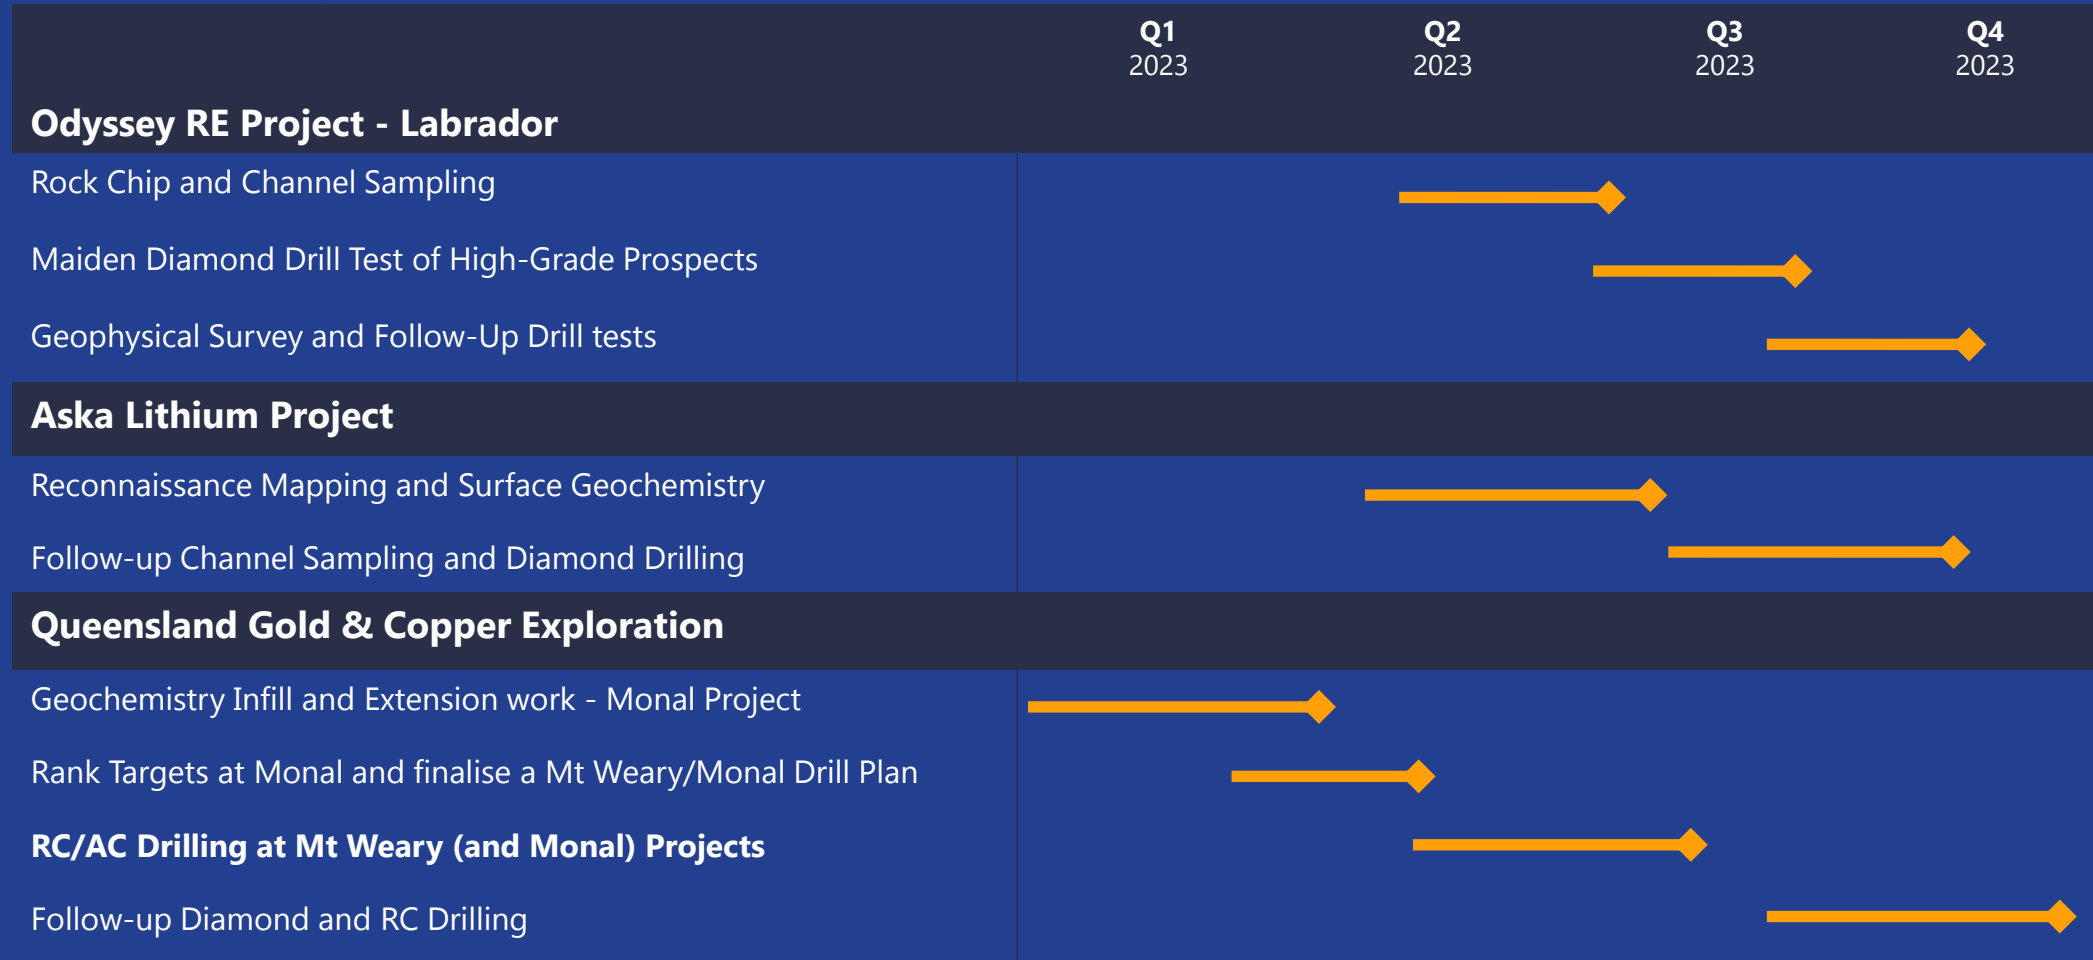 Q1 Q2 Q3 Q4
2023 2023 2023 2023
Odyssey RE Project - Labrador
Rock Chip and Channel Sampling
Maiden Diamond Drill Test of High-Grade Prospects
Geophysical Survey and Follow-Up Drill tests
Aska Lithium Project
Reconnaissance Mapping and Surface Geochemistry
Follow-up Channel Sampling and Diamond Drilling
Queensland Gold & Copper Exploration
Geochemistry Infill and Extension work - Monal Project
Rank Targets at Monal and finalise a Mt Weary/Monal Drill Plan
RC/AC Drilling at Mt Weary (and Monal) Projects
Follow-up Diamond and RC Drilling